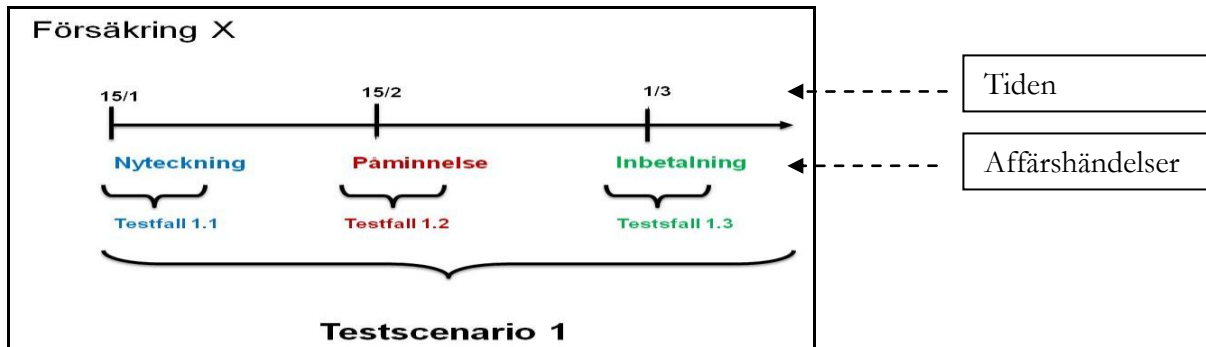 Försäkring X
15/1 15/2 1/3
Tiden
Nyteckning Påminnelse Inbetalning
Affärshändelser
Testfall 1.1 Testfall 1.2 Testsfall 1.3
Testscenario 1